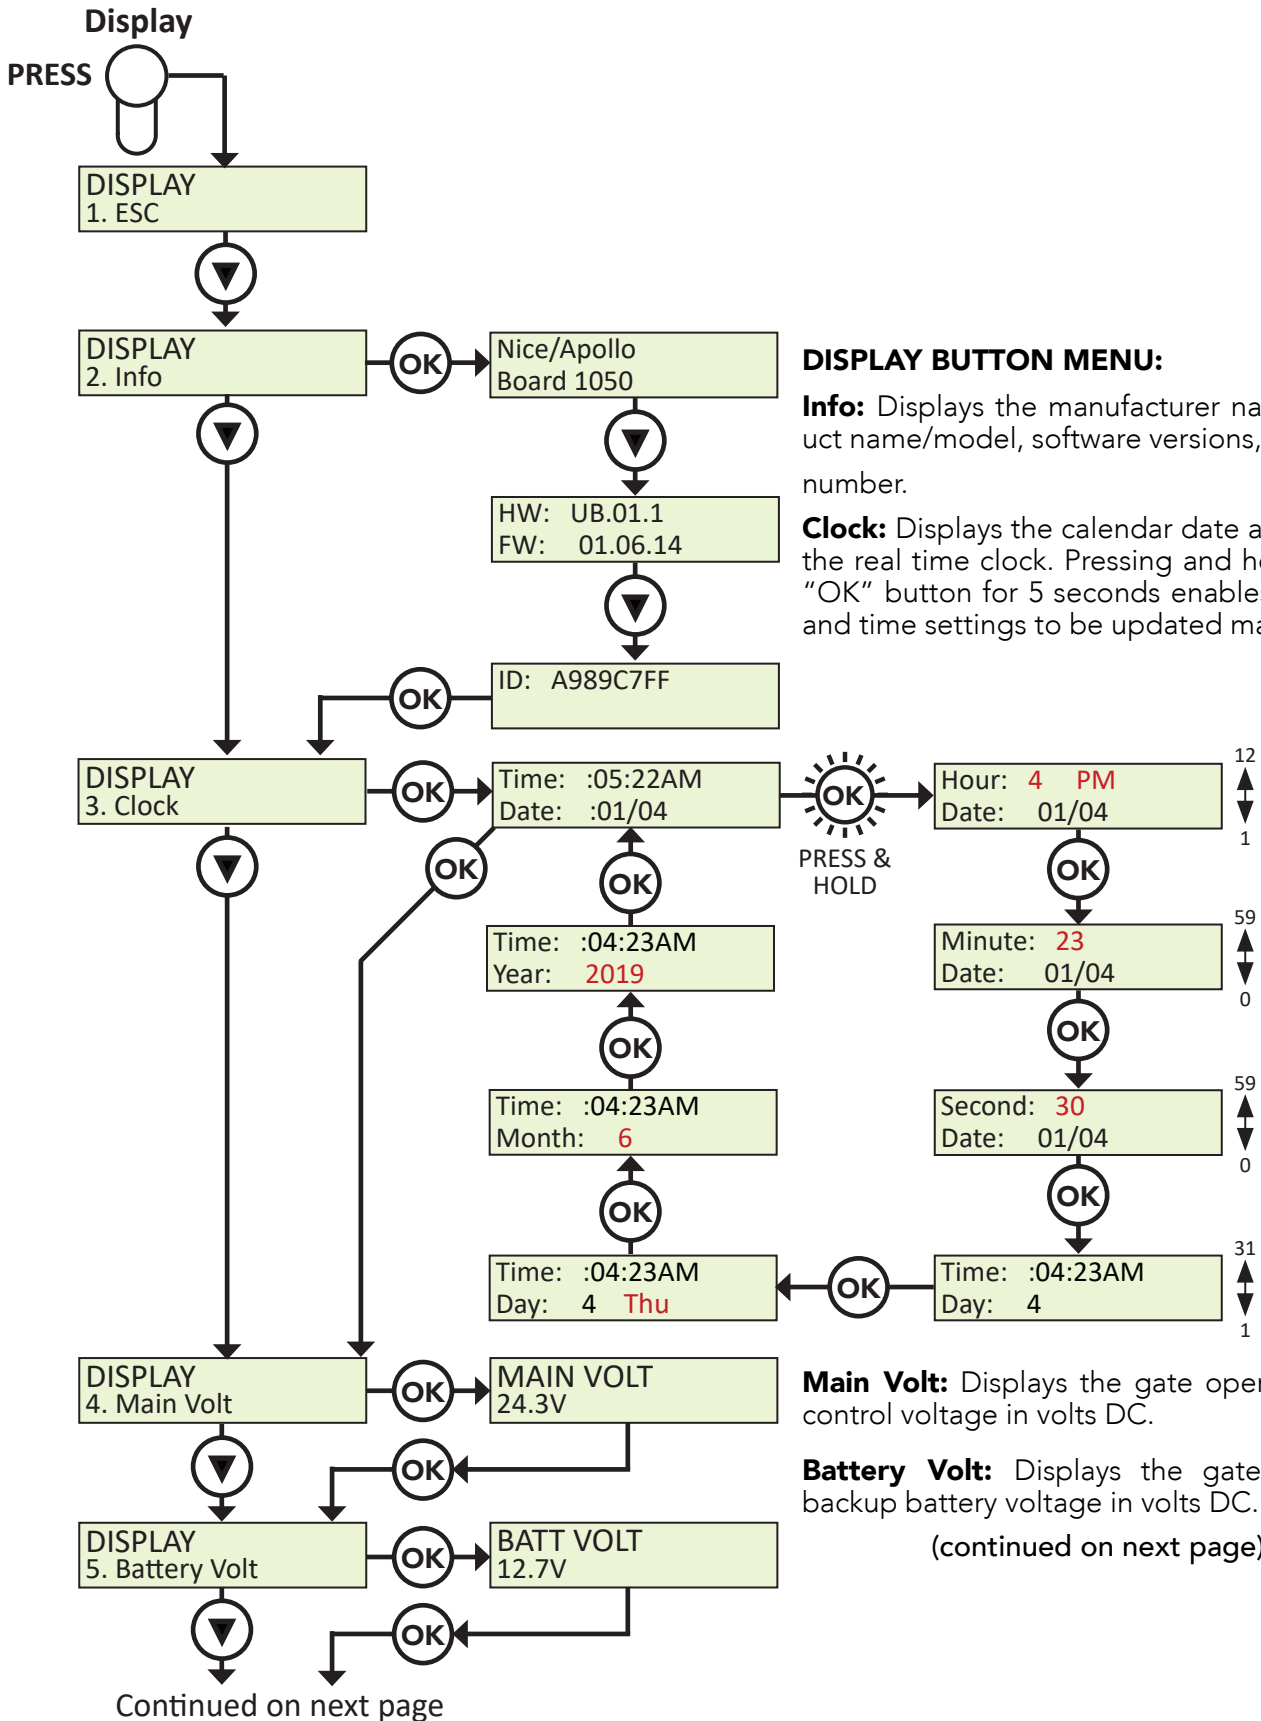 Display
PRESS
DISPLAY
1. ESC
DISPLAY
2. Info
OK
Nice/Apollo
Board 1050
HW: UB.01.1
FW: 01.06.14
ID: A989C7FF
OK
DISPLAY BUTTON MENU:
Info: Displays the manufacturer na
uct name/model, software versions,
number.
Clock: Displays the calendar date a
the real time clock. Pressing and h
"OK" button for 5 seconds enables
and time settings to be updated ma
DISPLAY
3. Clock
OK
Time: :05:22AM
Date: :01/04
OK
PRESS &
HOLD
Hour: 4 PM
Date: 01/04
12
1
OK
OK
OK
Minute: 23
Date: 01/04
59
0
OK
Second: 30
Date: 01/04
59
0
OK
Time: :04:23AM
Day: 4
31
1
OK
Time: :04:23AM
Day: 4 Thu
OK
Time: :04:23AM
Month: 6
OK
Time: :04:23AM
Year: 2019
DISPLAY
4. Main Volt
OK
MAIN VOLT
24.3V
OK
DISPLAY
5. Battery Volt
OK
BATT VOLT
12.7V
OK
Main Volt: Displays the gate oper
control voltage in volts DC.
Battery Volt: Displays the gate
backup battery voltage in volts DC.
(continued on next page)
Continued on next page